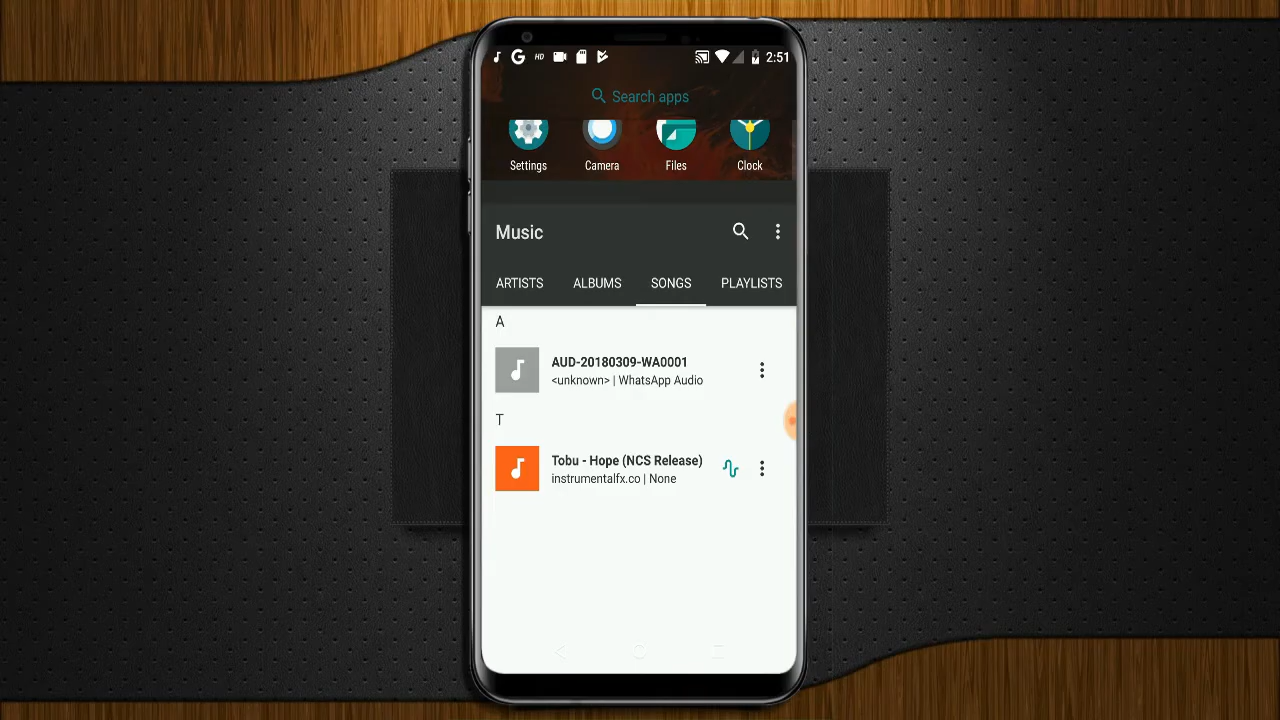 HD
2:51
Search apps
Settings
Camera
Files
Clock
Music
ARTISTS
ALBUMS
SONGS
PLAYLISTS
A
AUD-20180309-WA0001
<unknown> | WhatsApp Audio
T
Tobu - Hope (NCS Release)
instrumentalfx.co | None